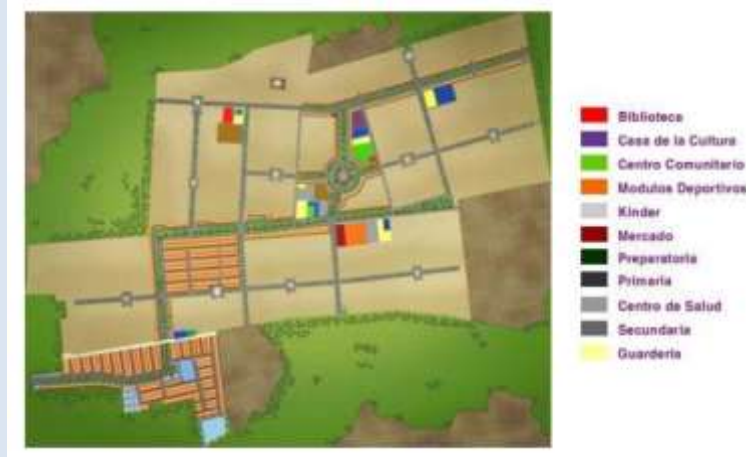 Biblioteca
Casa de la Cultura
Centro Comunitario
Modulos Deportivos
Kinder
Mercado
Preparatoria
Primaria
Centro de Salud
Secundaria
Guarderia